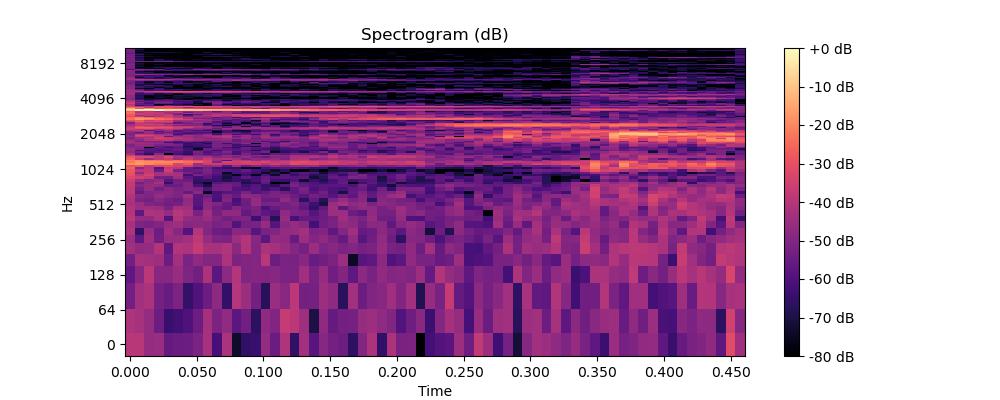 Spectrogram (dB)
8192
4096
2048
1024
512
256
128
64
0
Hz
0.000 0.050 0.100 0.150 0.200 0.250 0.300 0.350 0.400 0.450
Time
+0 dB
-10 dB
-20 dB
-30 dB
-40 dB
-50 dB
-60 dB
-70 dB
-80 dB